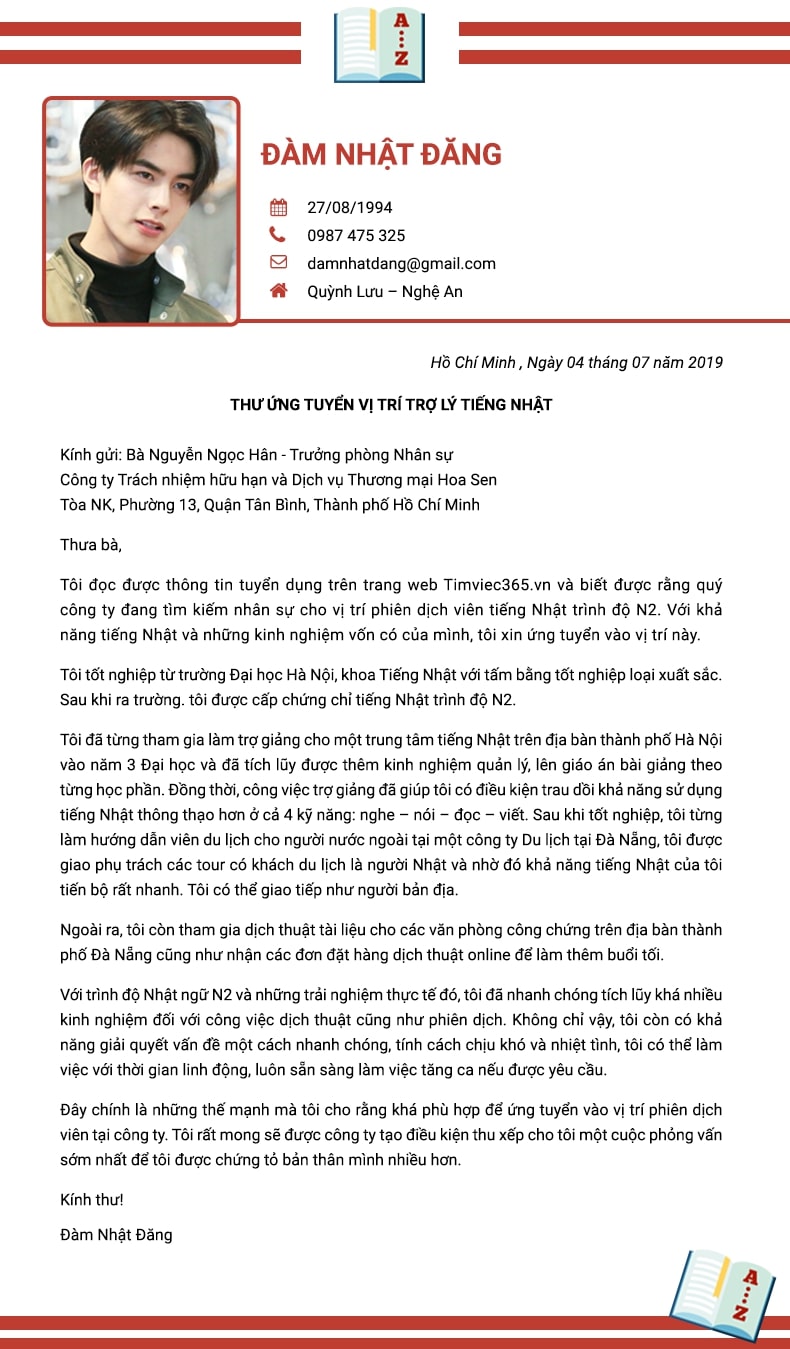 A
Z
ĐÀM NHẬT ĐĂNG
27/08/1994
0987 475 325
damnhatdang@gmail.com
Quỳnh Lưu – Nghệ An
Hồ Chí Minh , Ngày 04 tháng 07 năm 2019
THƯ ỨNG TUYỂN VỊ TRÍ TRỢ LÝ TIẾNG NHẬT
Kính gửi: Bà Nguyễn Ngọc Hân - Trưởng phòng Nhân sự
Công ty Trách nhiệm hữu hạn và Dịch vụ Thương mại Hoa Sen
Tòa NK, Phường 13, Quận Tân Bình, Thành phố Hồ Chí Minh
Thưa bà,
Tôi đọc được thông tin tuyển dụng trên trang web Timviec365.vn và biết được rằng quý
công ty đang tìm kiếm nhân sự cho vị trí phiên dịch viên tiếng Nhật trình độ N2. Với khả
năng tiếng Nhật và những kinh nghiệm vốn có của mình, tôi xin ứng tuyển vào vị trí này.
Tôi tốt nghiệp từ trường Đại học Hà Nội, khoa Tiếng Nhật với tấm bằng tốt nghiệp loại xuất sắc.
Sau khi ra trường. tôi được cấp chứng chỉ tiếng Nhật trình độ N2.
Tôi đã từng tham gia làm trợ giảng cho một trung tâm tiếng Nhật trên địa bàn thành phố Hà Nội
vào năm 3 Đại học và đã tích lũy được thêm kinh nghiệm quản lý, lên giáo án bài giảng theo
từng học phần. Đồng thời, công việc trợ giảng đã giúp tôi có điều kiện trau dồi khả năng sử dụng
tiếng Nhật thông thạo hơn ở cả 4 kỹ năng: nghe – nói – đọc – viết. Sau khi tốt nghiệp, tôi từng
làm hướng dẫn viên du lịch cho người nước ngoài tại một công ty Du lịch tại Đà Nẵng, tôi được
giao phụ trách các tour có khách du lịch là người Nhật và nhờ đó khả năng tiếng Nhật của tôi
tiến bộ rất nhanh. Tôi có thể giao tiếp như người bản địa.
Ngoài ra, tôi còn tham gia dịch thuật tài liệu cho các văn phòng công chứng trên địa bàn thành
phố Đà Nẵng cũng như nhận các đơn đặt hàng dịch thuật online để làm thêm buổi tối.
Với trình độ Nhật ngữ N2 và những trải nghiệm thực tế đó, tôi đã nhanh chóng tích lũy khá nhiều
kinh nghiệm đối với công việc dịch thuật cũng như phiên dịch. Không chỉ vậy, tôi còn có khả
năng giải quyết vấn đề một cách nhanh chóng, tính cách chịu khó và nhiệt tình, tôi có thể làm
việc với thời gian linh động, luôn sẵn sàng làm việc tăng ca nếu được yêu cầu.
Đây chính là những thế mạnh mà tôi cho rằng khá phù hợp để ứng tuyển vào vị trí phiên dịch
viên tại công ty. Tôi rất mong sẽ được công ty tạo điều kiện thu xếp cho tôi một cuộc phỏng vấn
sớm nhất để tôi được chứng tỏ bản thân mình nhiều hơn.
Kính thư!
Đàm Nhật Đăng
A
Z